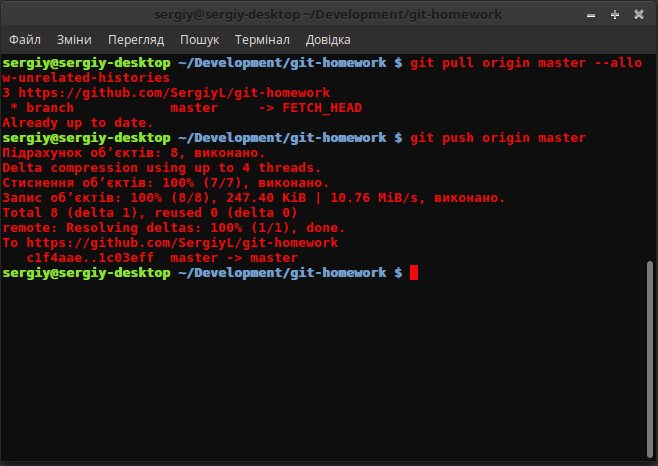 sergiy@sergiy-desktop ~/Development/git-homework
Файл Зміни Перегляд Пошук Термінал Довідка
sergiy@sergiy-desktop ~/Development/git-homework $ git pull origin master --allo
w-unrelated-histories
З https://github.com/SergiyL/git-homework
 * branch            master     -> FETCH_HEAD
Already up to date.
sergiy@sergiy-desktop ~/Development/git-homework $ git push origin master
Підрахунок об’єктів: 8, виконано.
Delta compression using up to 4 threads.
Стиснення об’єктів: 100% (7/7), виконано.
Запис об’єктів: 100% (8/8), 247.40 KiB | 10.76 MiB/s, виконано.
Total 8 (delta 1), reused 0 (delta 0)
remote: Resolving deltas: 100% (1/1), done.
To https://github.com/SergiyL/git-homework
   c1f4aae..1c03eff  master -> master
sergiy@sergiy-desktop ~/Development/git-homework $